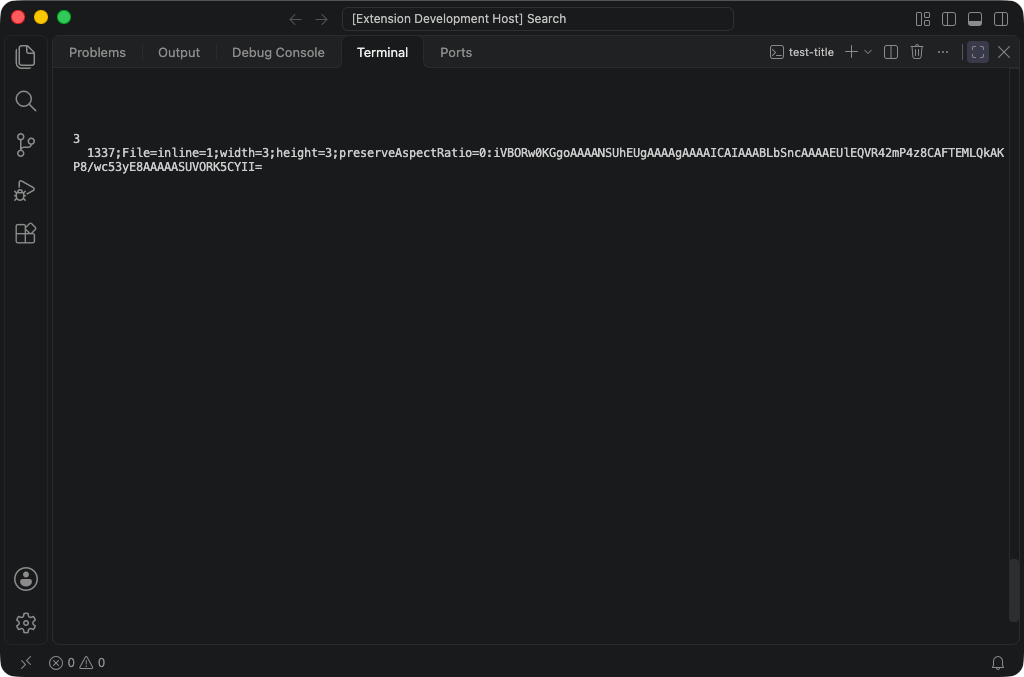 [Extension Development Host] Search
Problems
Output
Debug Console
Terminal
Ports
test-title
3
1337;File=inline=1;width=3;height=3;preserveAspectRatio=0:iVBORw0KGgoAAAANSUhEUgAAAAgAAAAICAIAAABLbSncAAAAEUlEQVR42mP4z8CAFTEMLQkAK
P8/wc53yE8AAAAASUVORK5CYII=
0
0